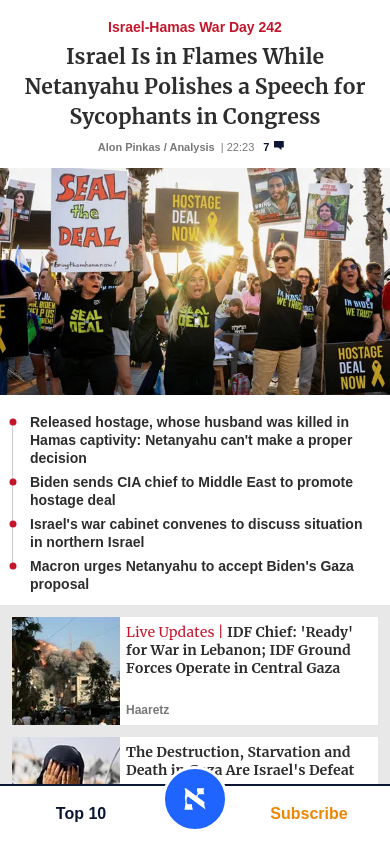 Israel-Hamas War Day 242
Israel Is in Flames While
Netanyahu Polishes a Speech for
Sycophants in Congress
Alon Pinkas / Analysis | 22:23 7
SEAL
the
DEAL
#bringthemhomenow!
HOSTAGE
DEAL
NOW
SEAL
DEAL
SEAL
DEAL
IN BIDEN
WE TRUST
HOSTAGE
DEAL
NOW
Released hostage, whose husband was killed in
Hamas captivity: Netanyahu can't make a proper
decision
Biden sends CIA chief to Middle East to promote
hostage deal
Israel's war cabinet convenes to discuss situation
in northern Israel
Macron urges Netanyahu to accept Biden's Gaza
proposal
Live Updates | IDF Chief: 'Ready'
for War in Lebanon; IDF Ground
Forces Operate in Central Gaza
Haaretz
The Destruction, Starvation and
Death in Gaza Are Israel's Defeat
Top 10
Subscribe